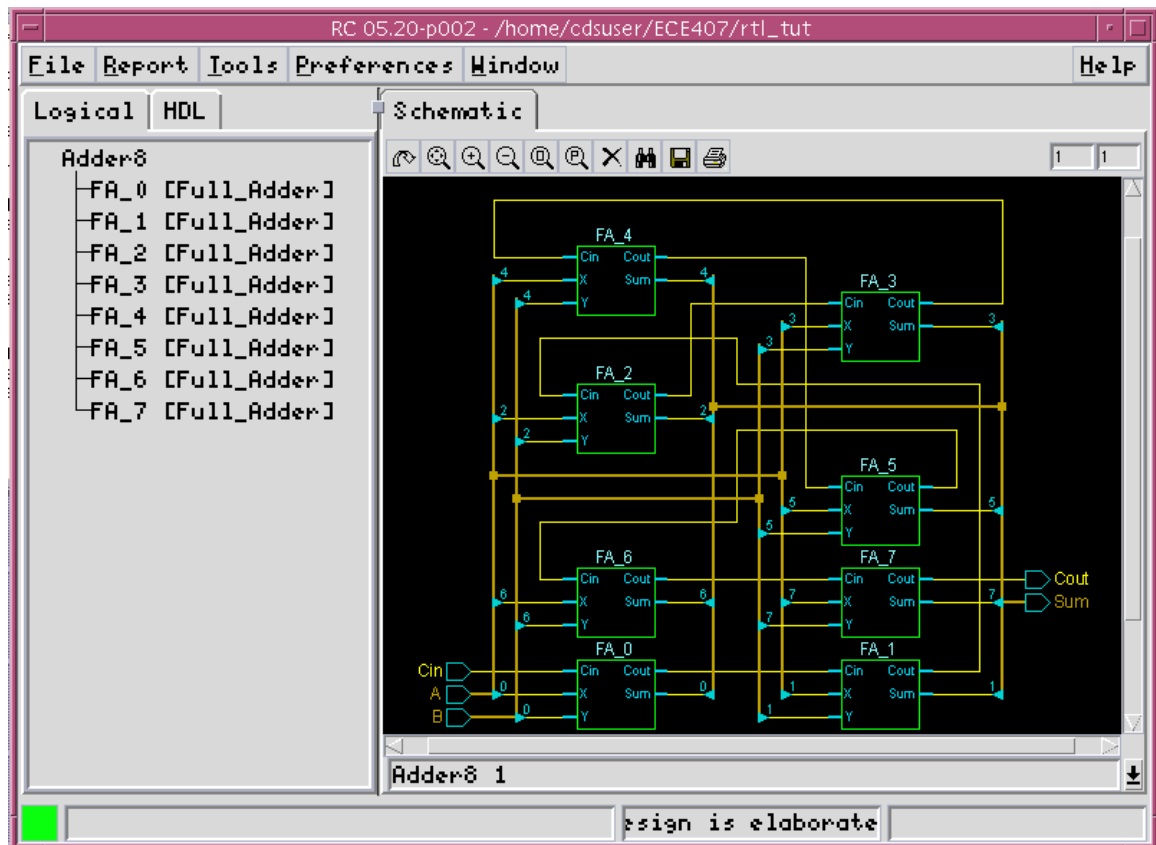 RC 05.20-p002 - /home/cdsuser/ECE407/rtl_tut
File Report Tools Preferences Window Help
Logical HDL
Adder8
FA_0 [Full_Adder]
FA_1 [Full_Adder]
FA_2 [Full_Adder]
FA_3 [Full_Adder]
FA_4 [Full_Adder]
FA_5 [Full_Adder]
FA_6 [Full_Adder]
FA_7 [Full_Adder]
Schematic
1 1
FA_4
Cin Cout
4 X Sum 4
4 Y
FA_3
Cin Cout
3 X Sum 3
3 Y
FA_2
Cin Cout
2 X Sum 2
2 Y
FA_5
Cin Cout
5 X Sum 5
5 Y
FA_6
Cin Cout
6 X Sum 6
6 Y
FA_7
Cin Cout Cout
7 X Sum 7 Sum
7 Y
FA_0
Cin Cin Cout
A 0 X Sum 0
B 0 Y
FA_1
Cin Cout
1 X Sum 1
1 Y
Adder8 1
esign is elaborate